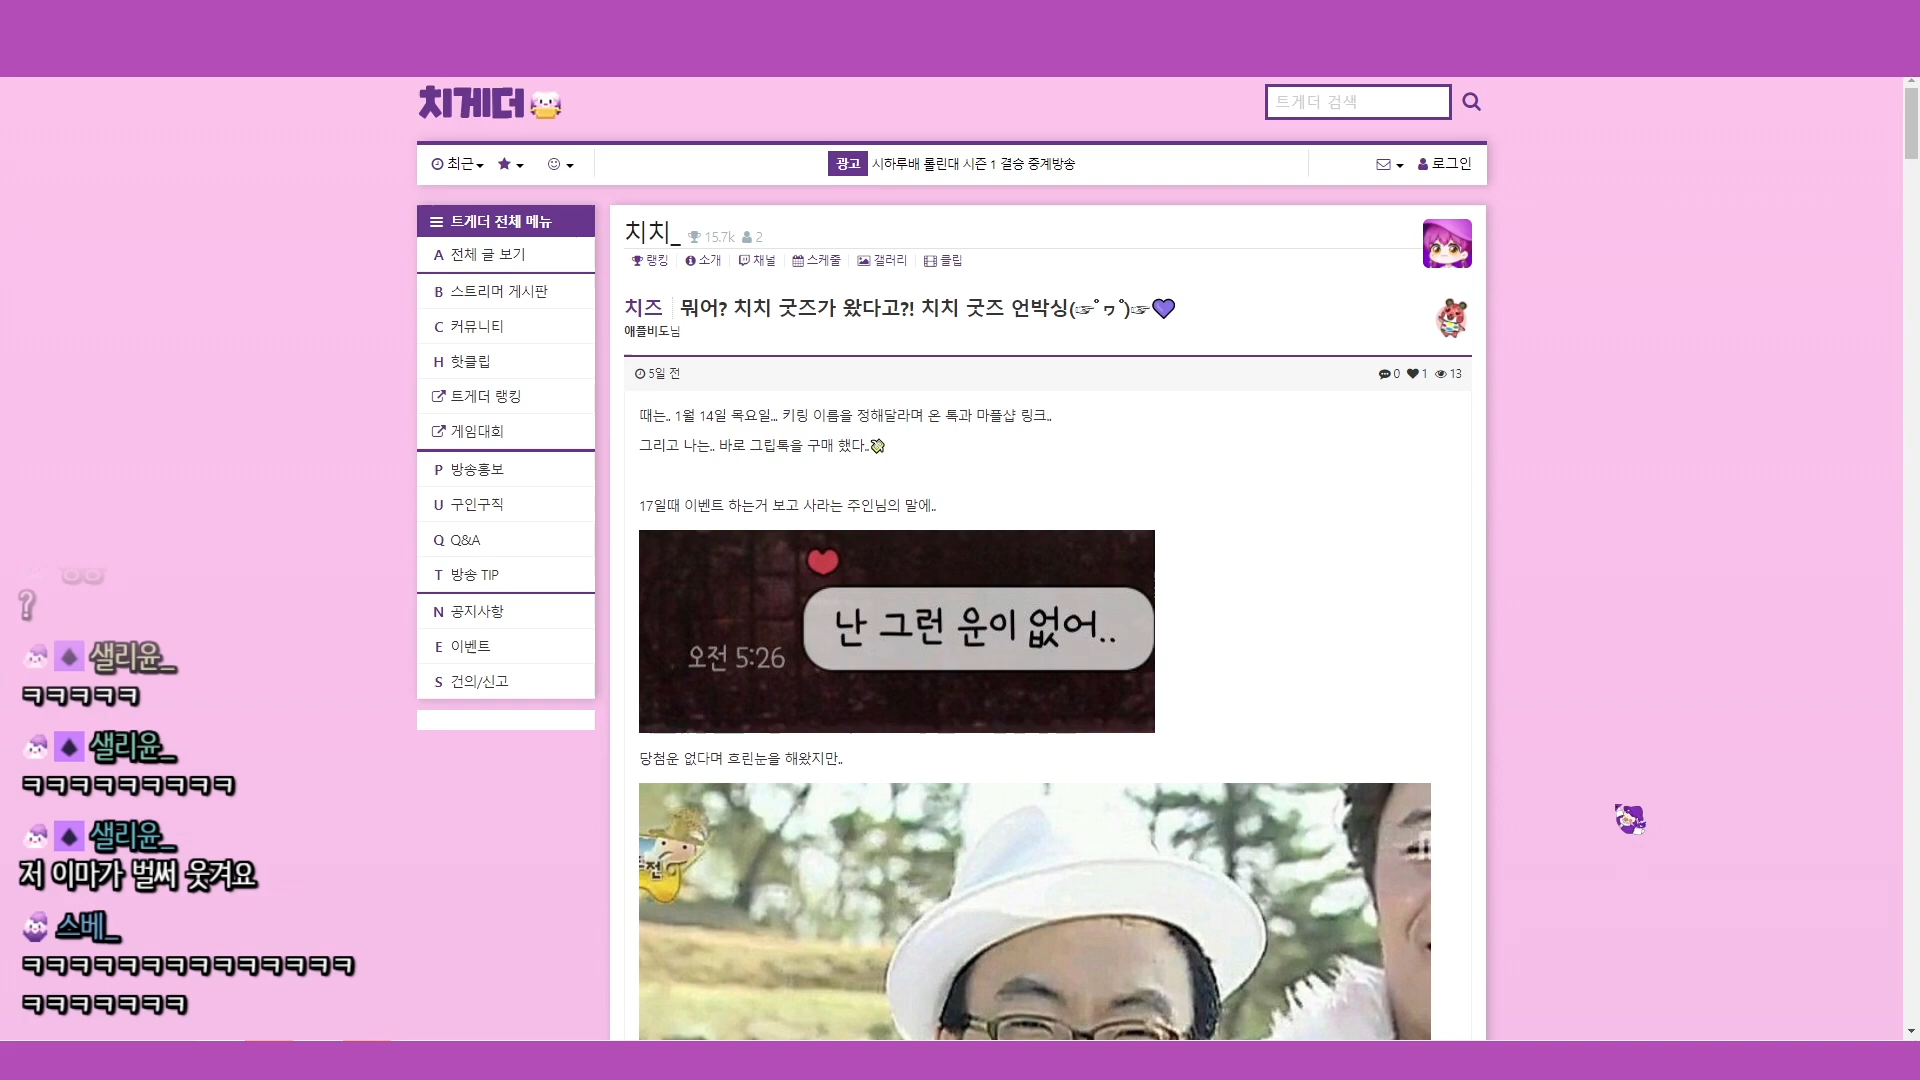 치게더
트게더 검색
최근
광고 시하루배 롤린대 시즌 1 결승 중계방송
로그인
트게더 전체 메뉴
A 전체 글 보기
B 스트리머 게시판
C 커뮤니티
H 핫클립
트게더 랭킹
게임대회
P 방송홍보
U 구인구직
Q Q&A
T 방송 TIP
N 공지사항
E 이벤트
S 건의/신고
치치_ 15.7k 2
랭킹 소개 채널 스케줄 갤러리 클립
치즈 뭐어? 치치 굿즈가 왔다고?! 치치 굿즈 언박싱(☞ﾟヮﾟ)☞💜
애플비도님
5일 전
0 1 13
때는.. 1월 14일 목요일... 키링 이름을 정해달라며 온 톡과 마플샵 링크..
그리고 나는.. 바로 그립톡을 구매 했다..
17일때 이벤트 하는거 보고 사라는 주인님의 말에..
난 그런 운이 없어..
오전 5:26
당첨운 없다며 흐린눈을 해왔지만..
ㅇㅇ
?
샐리윤_
ㅋㅋㅋㅋㅋ
샐리윤_
ㅋㅋㅋㅋㅋㅋㅋㅋㅋ
샐리윤_
저 이마가 벌써 웃겨요
스베_
ㅋㅋㅋㅋㅋㅋㅋㅋㅋㅋㅋㅋㅋㅋ
ㅋㅋㅋㅋㅋㅋㅋ